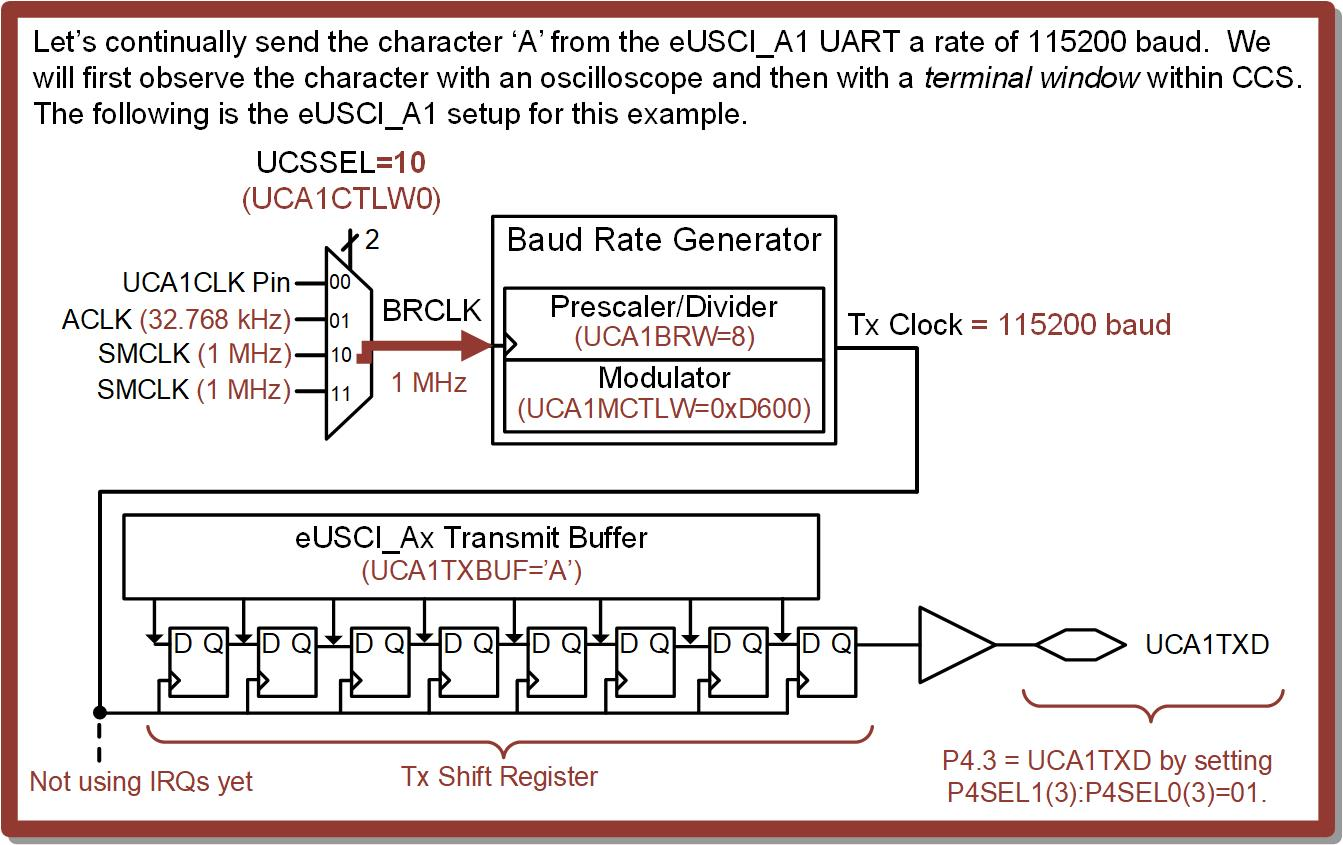 Let's continually send the character ‘A’ from the eUSCI_A1 UART a rate of 115200 baud.  We
will first observe the character with an oscilloscope and then with a terminal window within CCS.
The following is the eUSCI_A1 setup for this example.
UCSSEL=10
(UCA1CTLW0)
2
Baud Rate Generator
UCA1CLK Pin
00
ACLK (32.768 kHz)
01
SMCLK (1 MHz)
10
SMCLK (1 MHz)
11
BRCLK
1 MHz
Prescaler/Divider
(UCA1BRW=8)
Modulator
(UCA1MCTLW=0xD600)
Tx Clock = 115200 baud
eUSCI_Ax Transmit Buffer
(UCA1TXBUF=’A’)
D Q
D Q
D Q
D Q
D Q
D Q
D Q
D Q
UCA1TXD
Not using IRQs yet
Tx Shift Register
P4.3 = UCA1TXD by setting
P4SEL1(3):P4SEL0(3)=01.